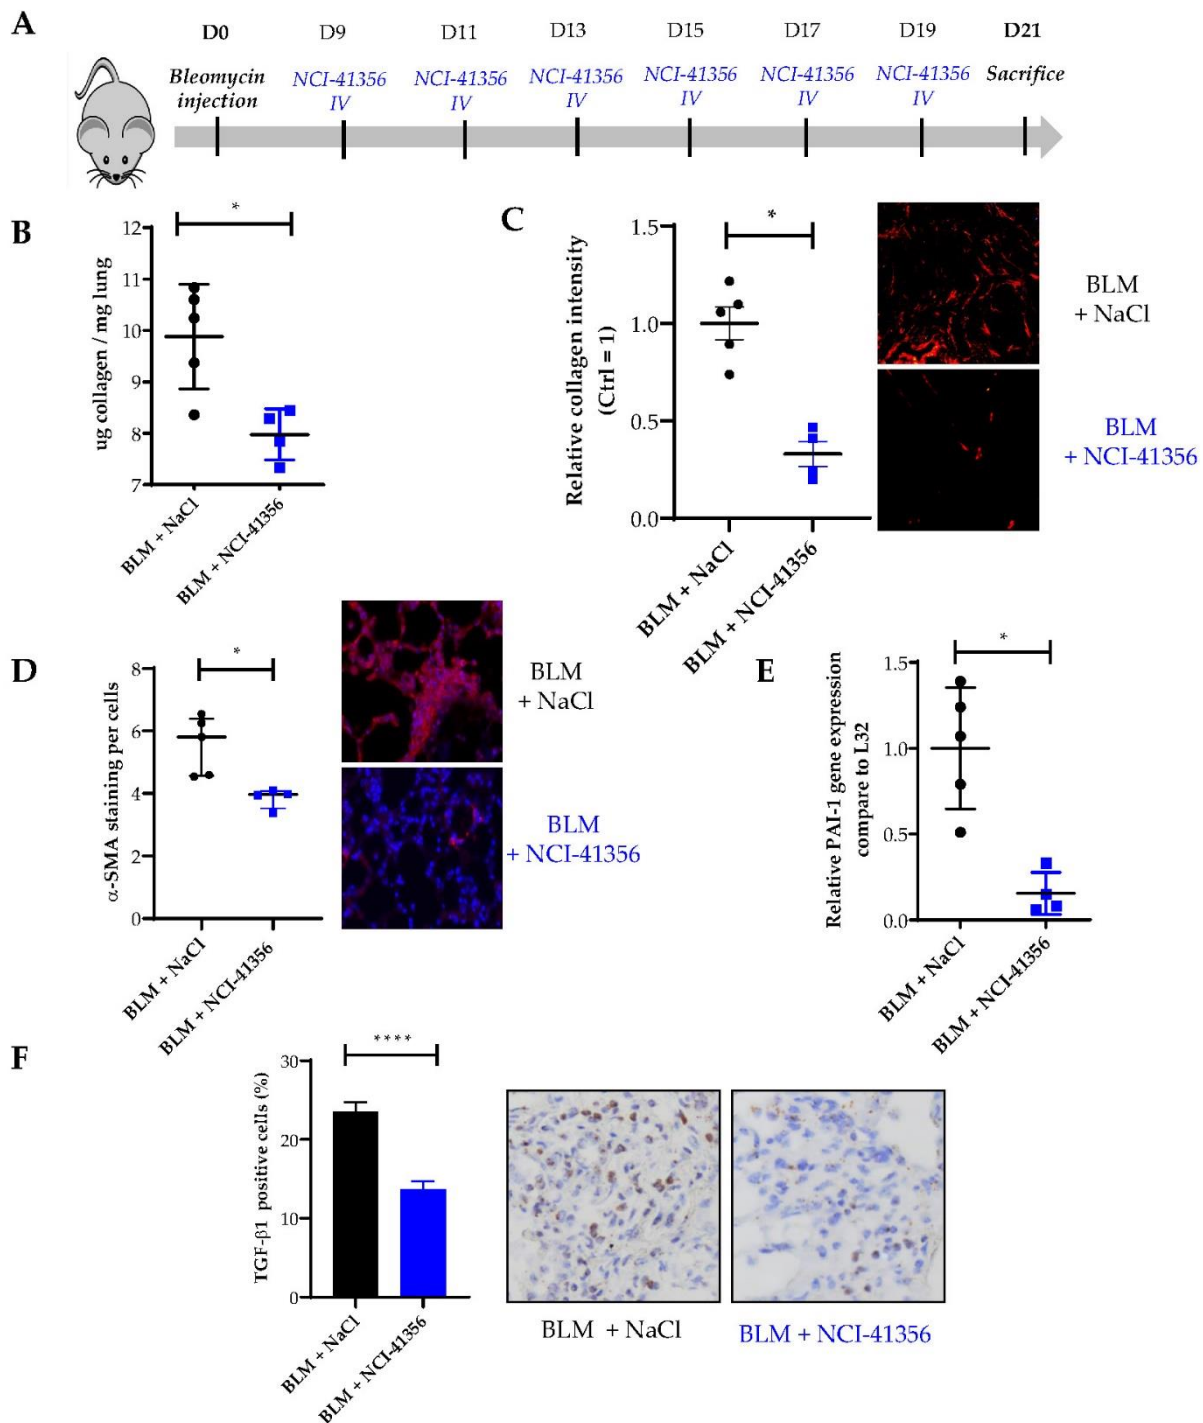 A
D0 D9 D11 D13 D15 D17 D19 D21
Bleomycin injection
NCI-41356 IV
NCI-41356 IV
NCI-41356 IV
NCI-41356 IV
NCI-41356 IV
NCI-41356 IV
Sacrifice
B
*
12
11
10
9
8
7
ug collagen / mg lung
BLM + NaCl
BLM + NCI-41356
C
*
1.5
1.0
0.5
0.0
Relative collagen intensity
(Ctrl = 1)
BLM + NaCl
BLM + NCI-41356
BLM
+ NaCl
BLM
+ NCI-41356
D
*
8
6
4
2
0
α-SMA staining per cells
BLM + NaCl
BLM + NCI-41356
BLM
+ NaCl
BLM
+ NCI-41356
E
*
1.5
1.0
0.5
0.0
Relative PAI-1 gene expression
compare to L32
BLM + NaCl
BLM + NCI-41356
F
****
30
20
10
0
TGF-β1 positive cells (%)
BLM + NaCl
BLM + NCI-41356
BLM + NaCl
BLM + NCI-41356